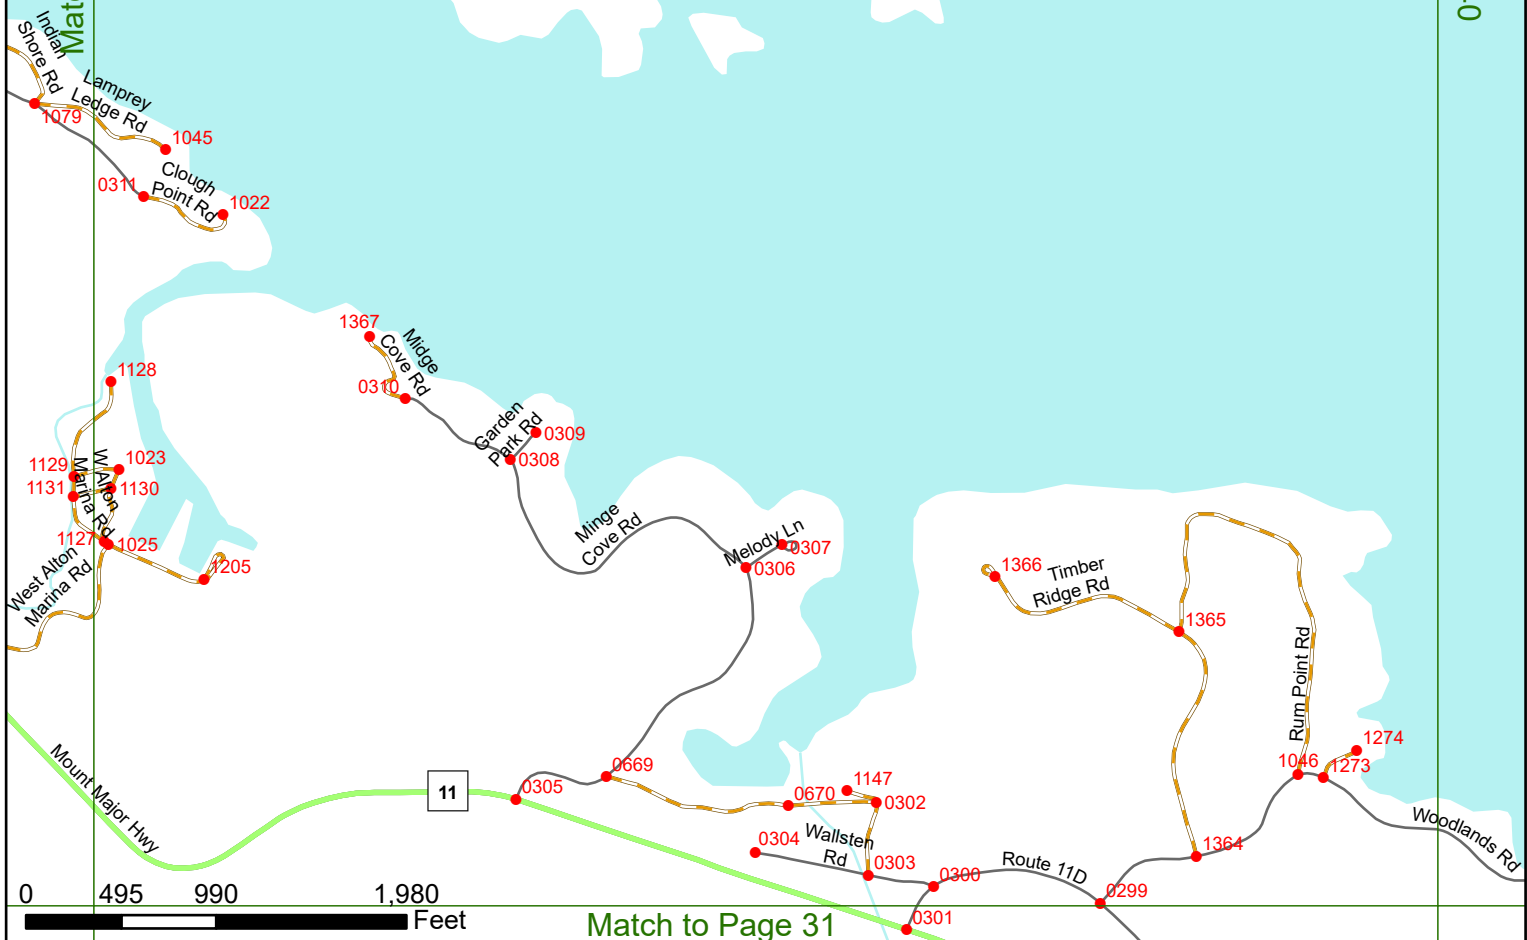 Matc
01
Indian
Shore Rd
Lamprey
Ledge Rd
1079
1045
Clough
Point Rd
0311
1022
1367
Midge
Cove Rd
0310
1128
Garden
Park Rd
0309
0308
1129
1023
1131
1130
W Alton
Marina Rd
1127
1025
West Alton
Marina Rd
1205
Minge
Cove Rd
Melody Ln
0307
0306
1366
Timber
Ridge Rd
1365
Rum Point Rd
1046
1273
1274
Mount Major Hwy
11
0305
0669
0670
1147
0302
0304
Wallsten
Rd
0303
0300
Route 11D
0299
1364
Woodlands Rd
0301
0 495 990 1,980
Feet
Match to Page 31